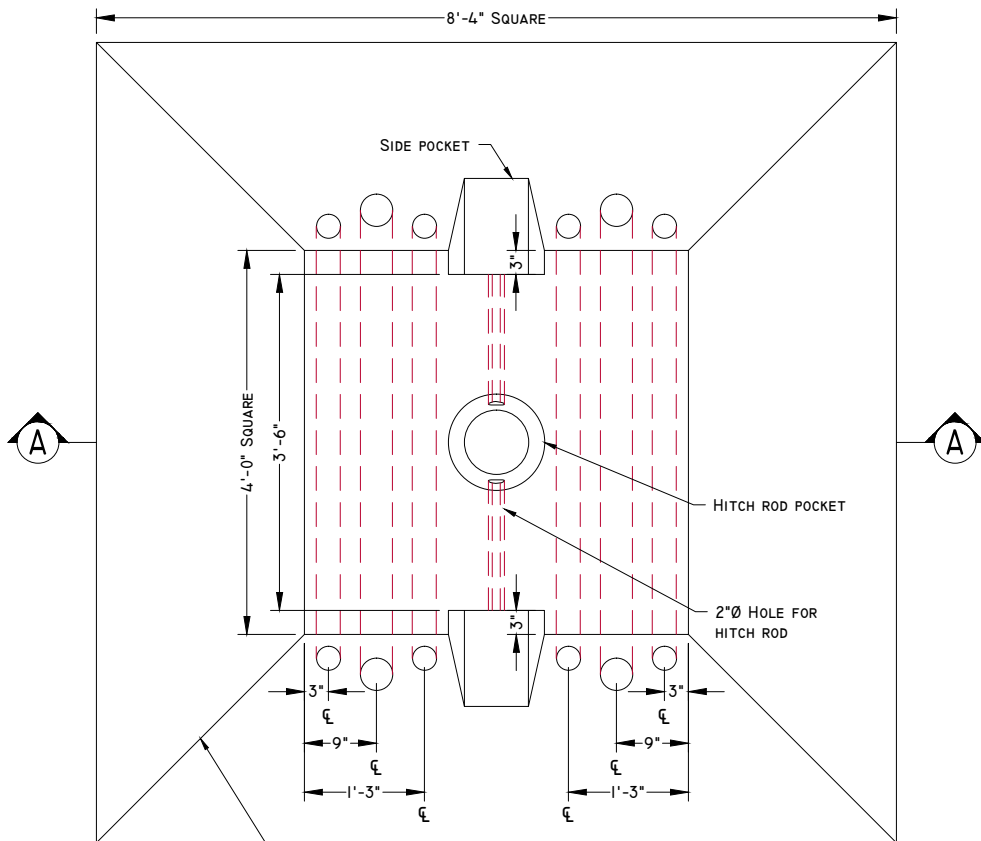 8'-4" SQUARE
SIDE POCKET
3"
4'-0" SQUARE
3'-6"
A
A
HITCH ROD POCKET
2"Ø HOLE FOR
HITCH ROD
3"
3"
3"
℄
℄
9"
9"
℄
℄
1'-3"
1'-3"
℄
℄